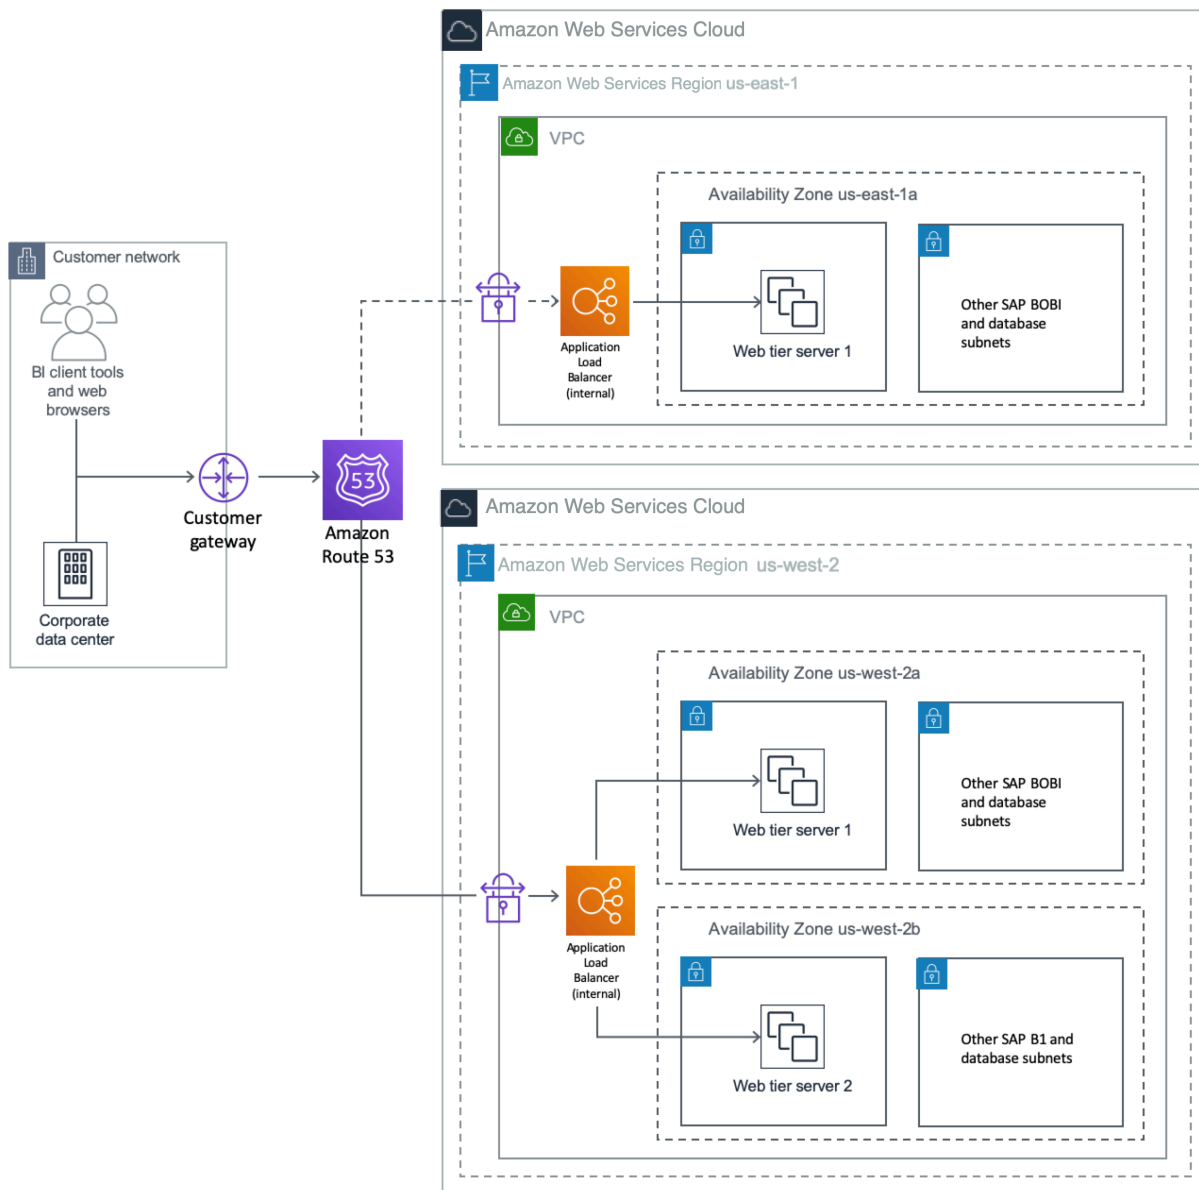 Amazon Web Services Cloud
Amazon Web Services Region us-east-1
VPC
Availability Zone us-east-1a
Customer network
BI client tools
and web
browsers
Corporate
data center
Customer
gateway
53
Amazon
Route 53
Application
Load
Balancer
(internal)
Web tier server 1
Other SAP BOBI
and database
subnets
Amazon Web Services Cloud
Amazon Web Services Region us-west-2
VPC
Availability Zone us-west-2a
Web tier server 1
Other SAP BOBI
and database
subnets
Application
Load
Balancer
(internal)
Availability Zone us-west-2b
Web tier server 2
Other SAP B1 and
database subnets